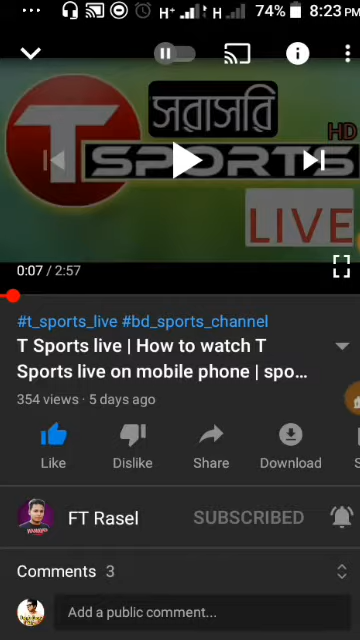 H+ H 74% 8:23 PM
সরাসরি
HD
T SPORTS
LIVE
0:07 / 2:57
#t_sports_live #bd_sports_channel
T Sports live | How to watch T
Sports live on mobile phone | spo...
354 views · 5 days ago
Like Dislike Share Download S
FT Rasel SUBSCRIBED
Comments 3
Add a public comment...